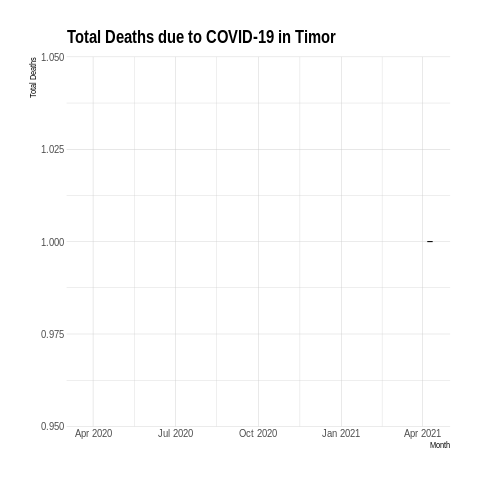 Total Deaths due to COVID-19 in Timor
Total Deaths
1.050
1.025
1.000
0.975
0.950
Apr 2020 Jul 2020 Oct 2020 Jan 2021 Apr 2021
Month